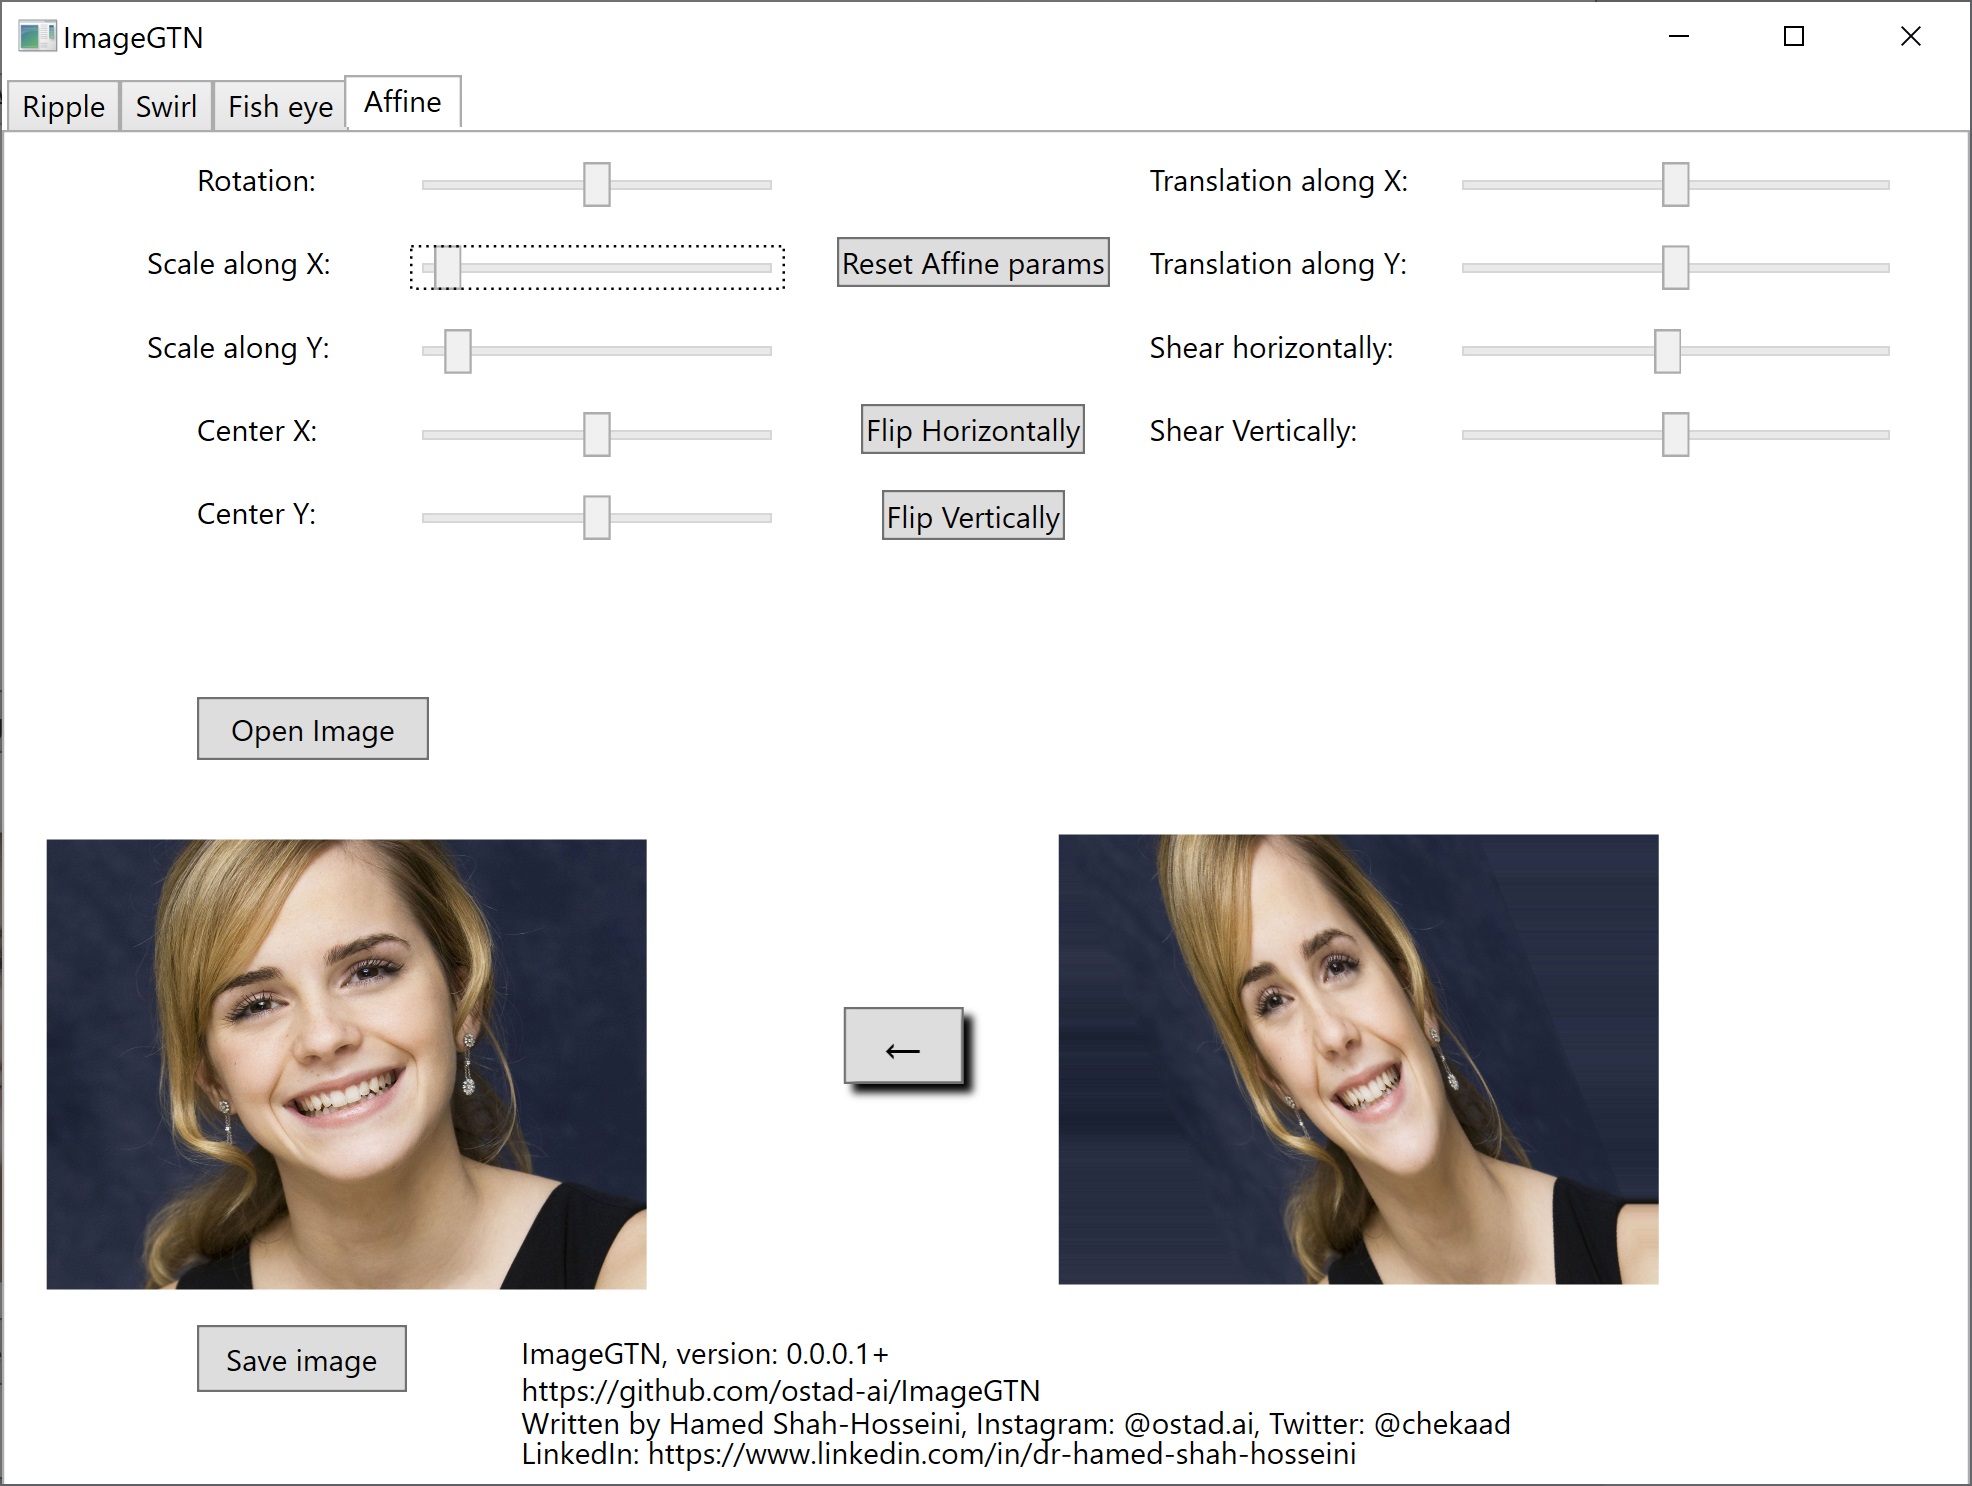 ImageGTN
Ripple Swirl Fish eye Affine
Rotation: Translation along X:
Scale along X: Reset Affine params Translation along Y:
Scale along Y: Shear horizontally:
Center X: Flip Horizontally Shear Vertically:
Center Y: Flip Vertically
Open Image
←
Save image
ImageGTN, version: 0.0.0.1+
https://github.com/ostad-ai/ImageGTN
Written by Hamed Shah-Hosseini, Instagram: @ostad.ai, Twitter: @chekaad
LinkedIn: https://www.linkedin.com/in/dr-hamed-shah-hosseini